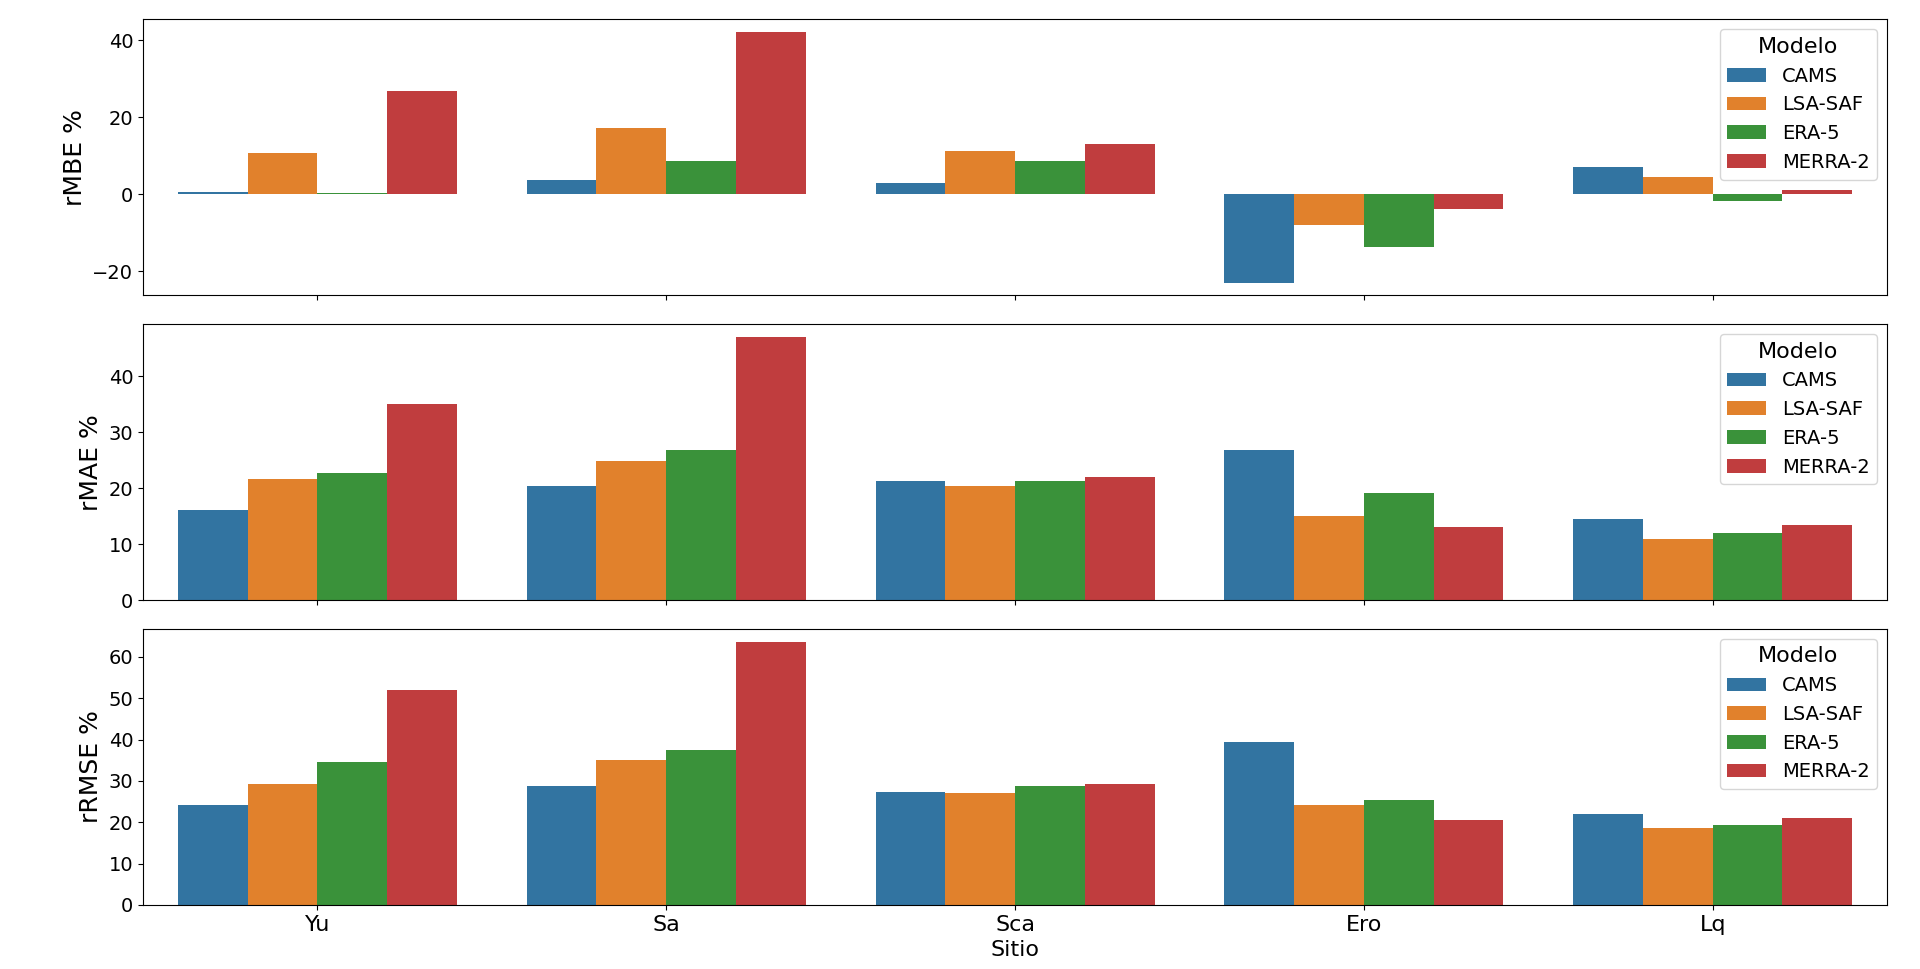 40
20
0
−20
rMBE %
Modelo
CAMS
LSA-SAF
ERA-5
MERRA-2
40
30
20
10
0
rMAE %
Modelo
CAMS
LSA-SAF
ERA-5
MERRA-2
60
50
40
30
20
10
0
rRMSE %
Modelo
CAMS
LSA-SAF
ERA-5
MERRA-2
Yu Sa Sca Ero Lq
Sitio